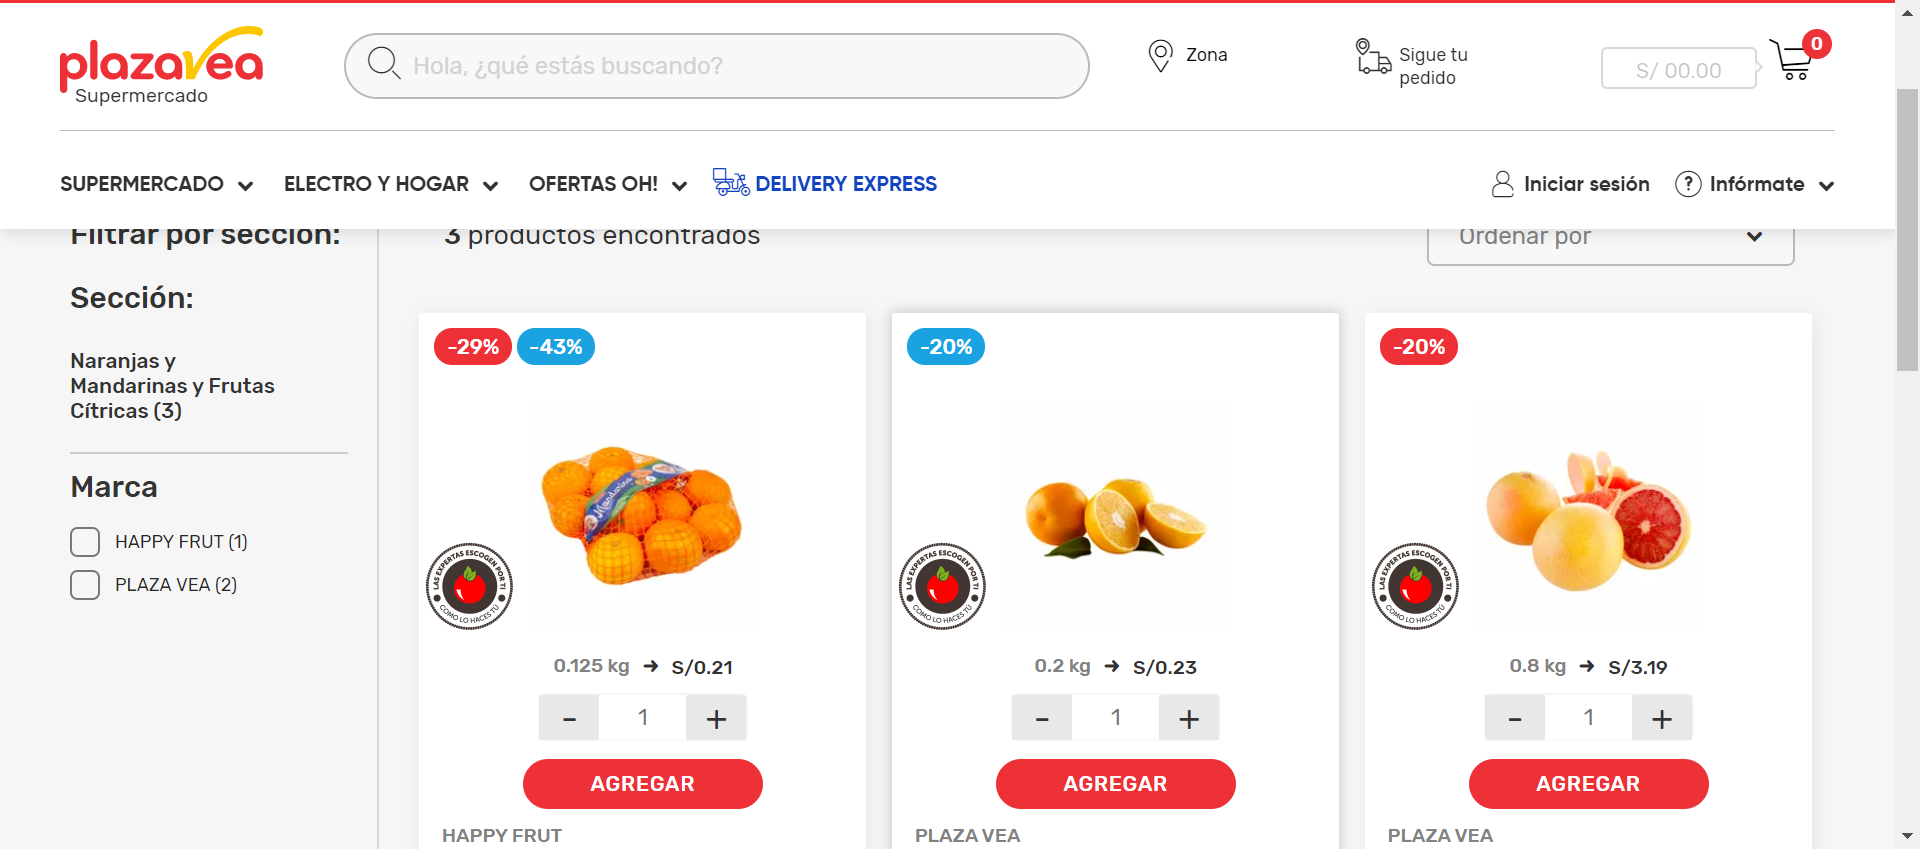 plazavea
Supermercado
Hola, ¿qué estás buscando?
Zona
Sigue tu
pedido
S/ 00.00
0
SUPERMERCADO
ELECTRO Y HOGAR
OFERTAS OH!
DELIVERY EXPRESS
Iniciar sesión
? Infórmate
Filtrar por sección:
3 productos encontrados
Ordenar por
Sección:
Naranjas y
Mandarinas y Frutas
Cítricas (3)
Marca
HAPPY FRUT (1)
PLAZA VEA (2)
-29% -43%
Mandarina
LAS EXPERTAS ESCOGEN POR TI
COMO LO HACES TÚ
0.125 kg ➔ S/0.21
- 1 +
AGREGAR
HAPPY FRUT
-20%
LAS EXPERTAS ESCOGEN POR TI
COMO LO HACES TÚ
0.2 kg ➔ S/0.23
- 1 +
AGREGAR
PLAZA VEA
-20%
LAS EXPERTAS ESCOGEN POR TI
COMO LO HACES TÚ
0.8 kg ➔ S/3.19
- 1 +
AGREGAR
PLAZA VEA